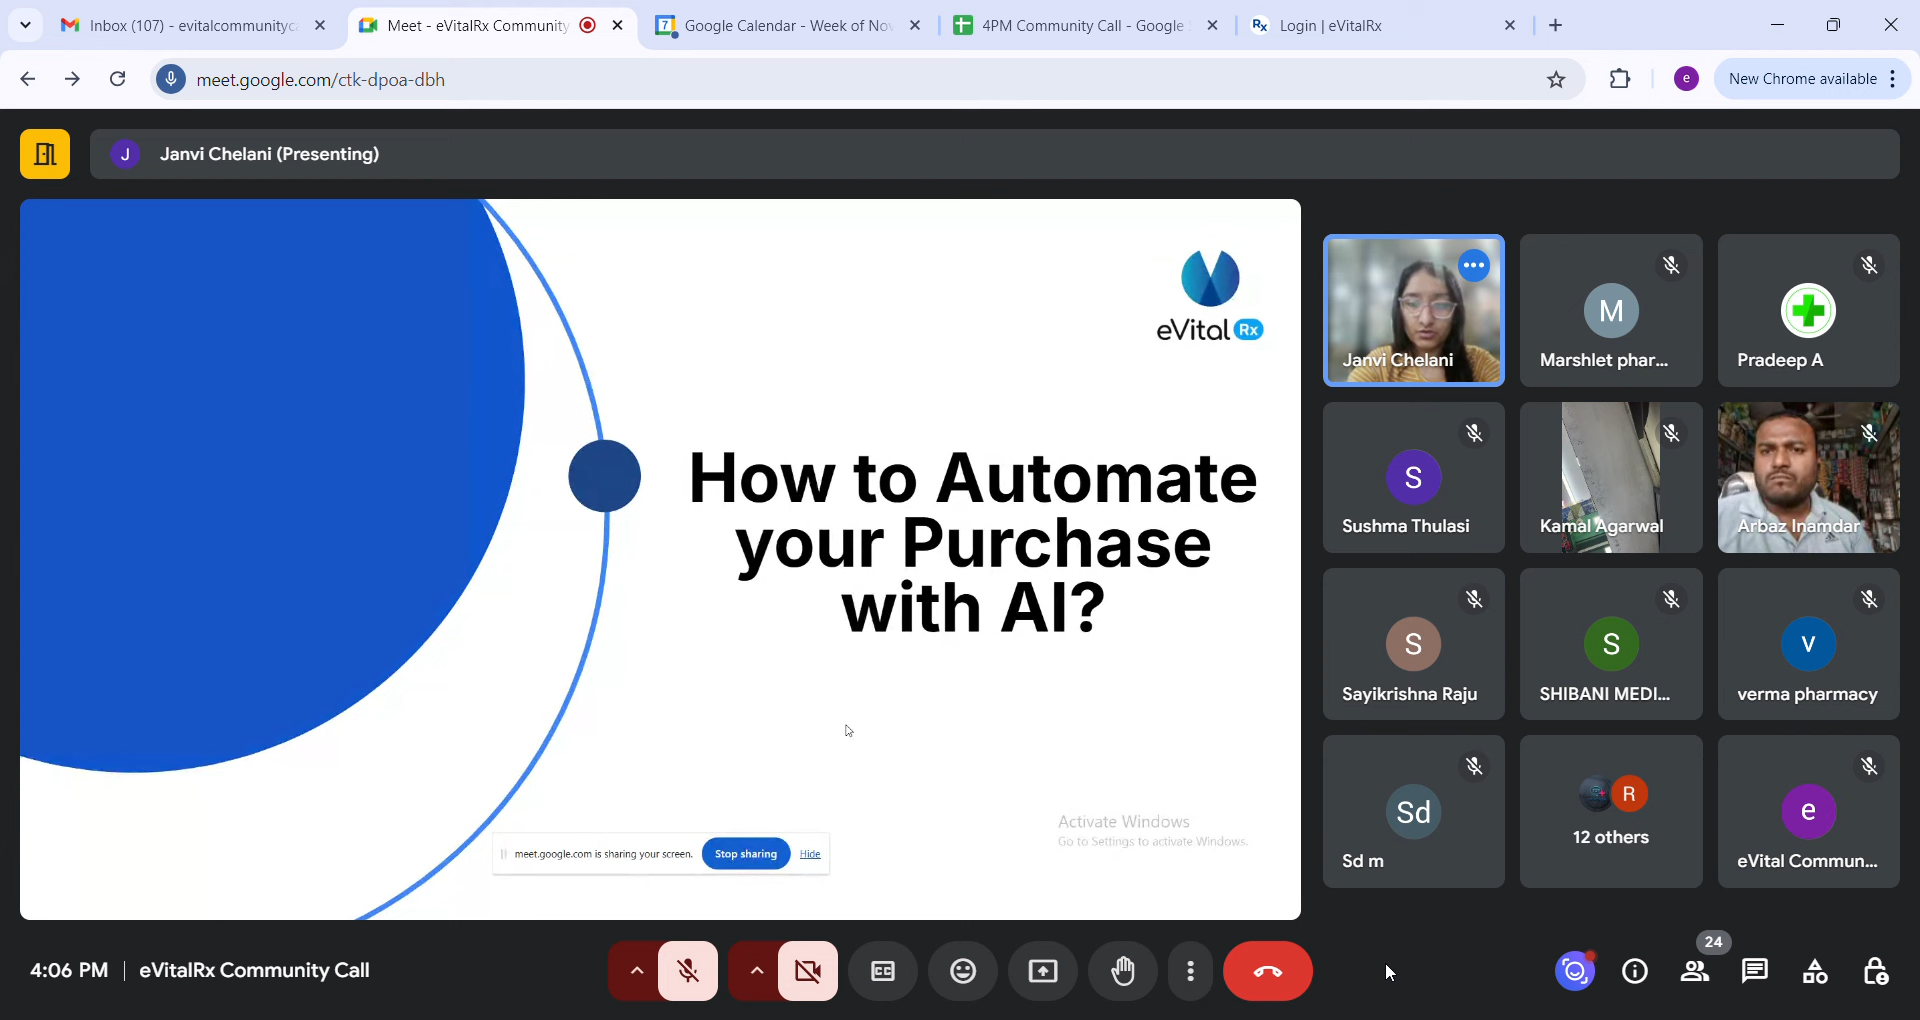 Inbox (107) - evitalcommunityca
Meet - eVitalRx Community
Google Calendar - Week of Nov
4PM Community Call - Google S
Rx Login | eVitalRx
meet.google.com/ctk-dpoa-dbh
e
New Chrome available
J Janvi Chelani (Presenting)
eVital Rx
How to Automate
your Purchase
with AI?
Activate Windows
Go to Settings to activate Windows.
meet.google.com is sharing your screen. Stop sharing Hide
Janvi Chelani
M
Marshlet phar...
Pradeep A
S
Sushma Thulasi
Kamal Agarwal
Arbaz Inamdar
S
Sayikrishna Raju
S
SHIBANI MEDI...
v
verma pharmacy
Sd
Sd m
R
12 others
e
eVital Commun...
4:06 PM | eVitalRx Community Call
CC
24